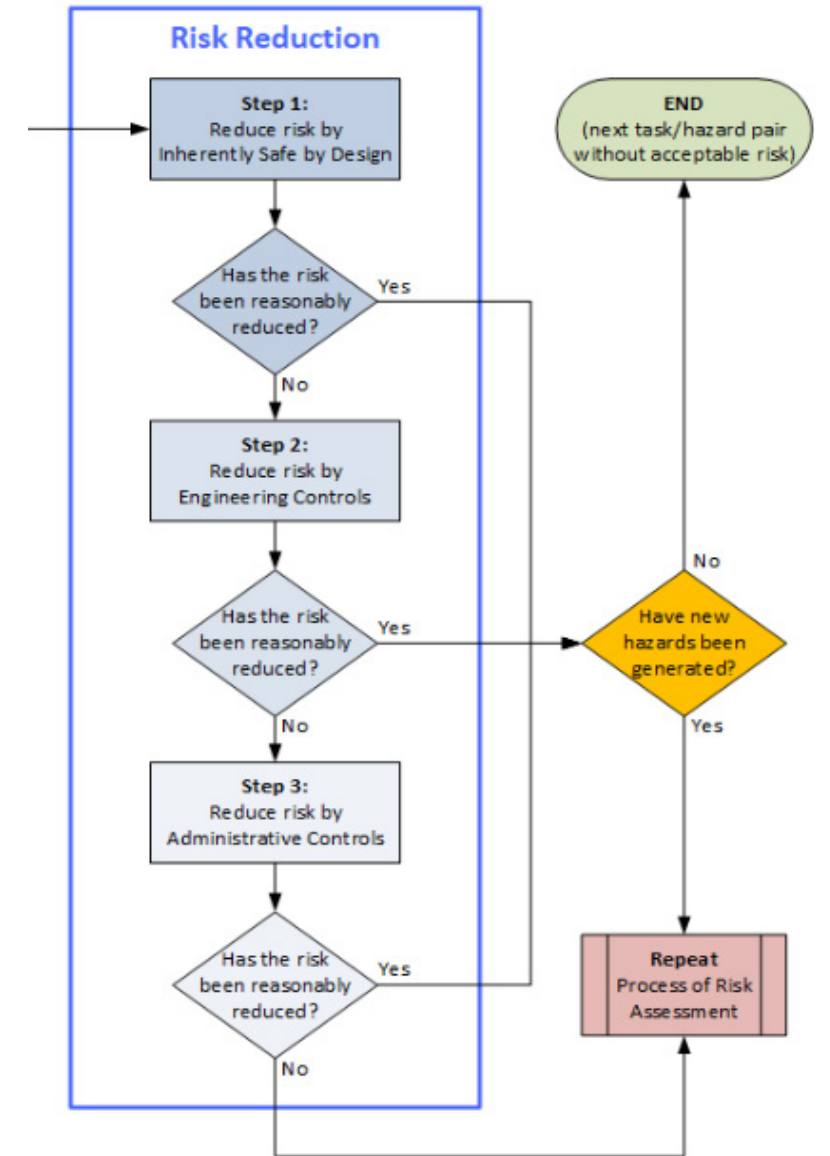 Risk Reduction
Step 1:
Reduce risk by
Inherently Safe by Design
Has the risk
been reasonably
reduced?
Yes
No
Step 2:
Reduce risk by
Engineering Controls
Has the risk
been reasonably
reduced?
Yes
No
Step 3:
Reduce risk by
Administrative Controls
Has the risk
been reasonably
reduced?
Yes
No
END
(next task/hazard pair
without acceptable risk)
No
Have new
hazards been
generated?
Yes
Repeat
Process of Risk
Assessment